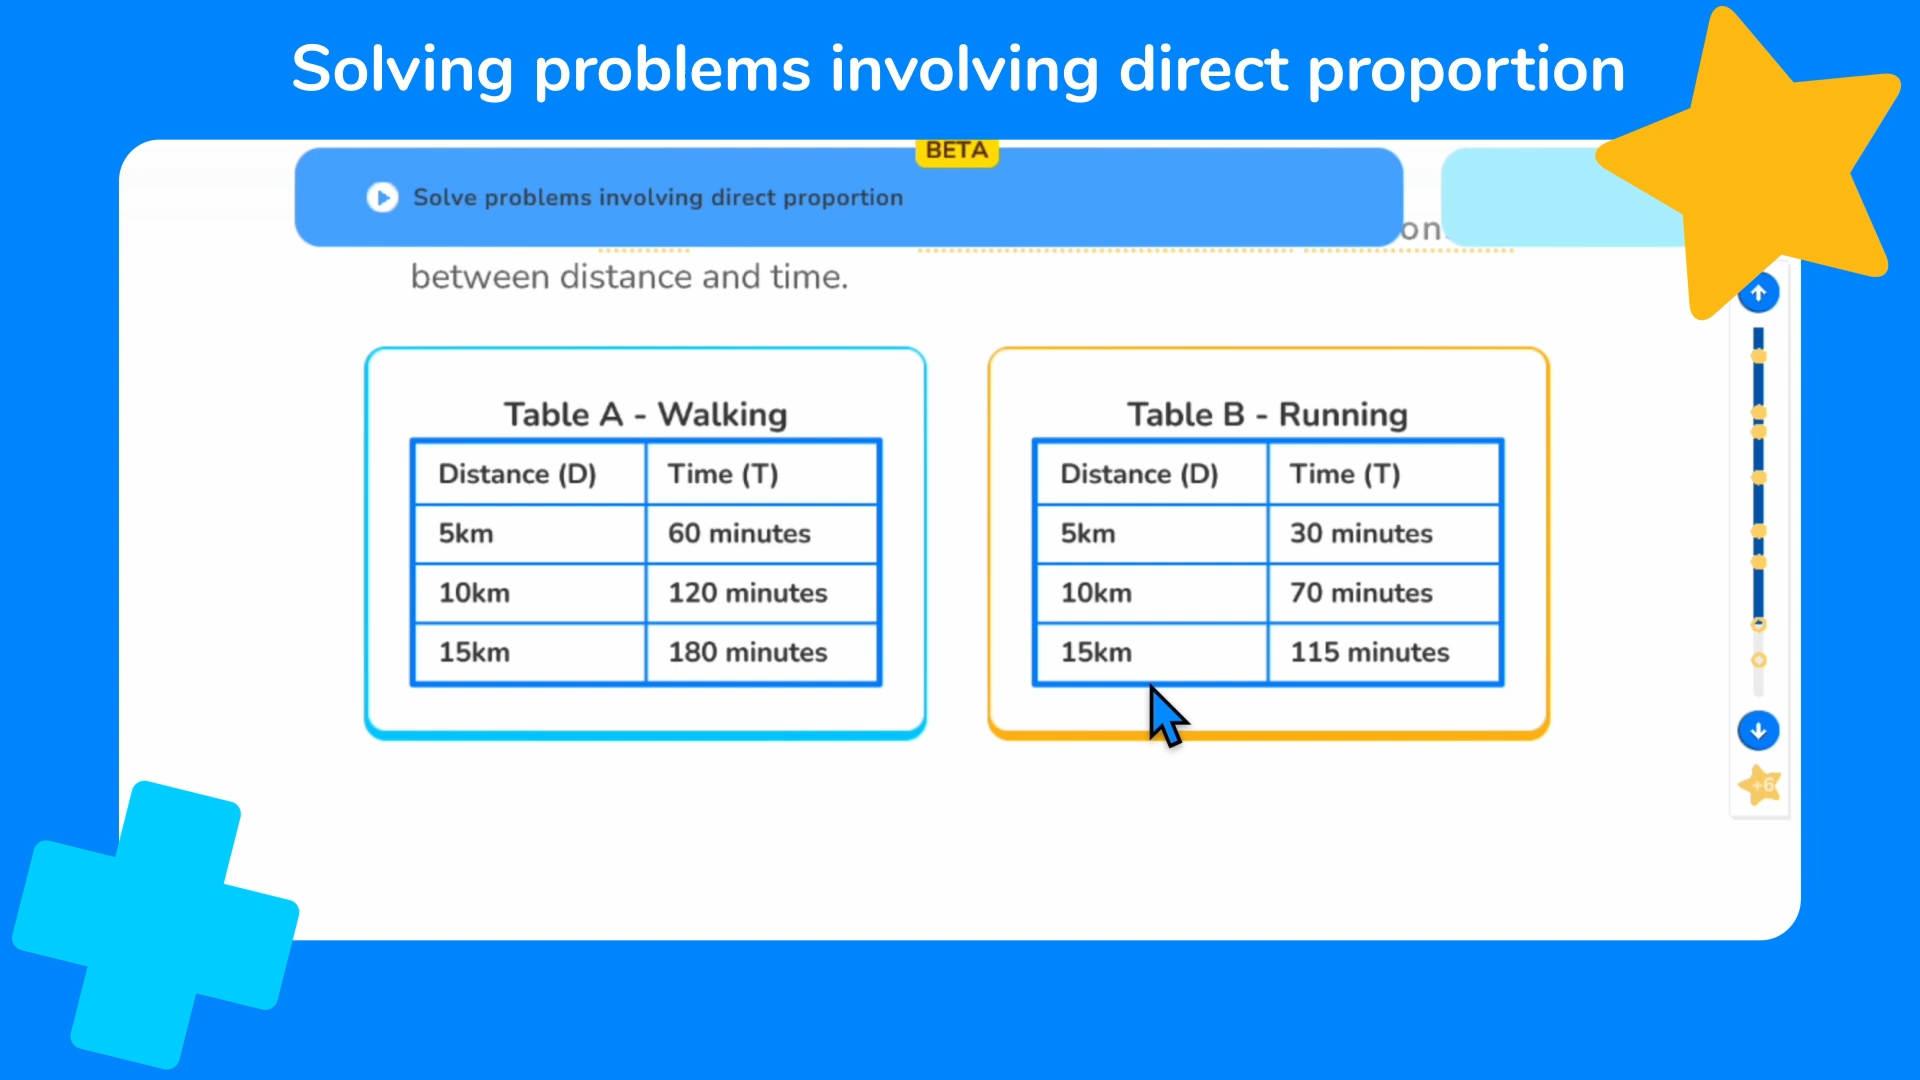 Solving problems involving direct proportion
BETA
Solve problems involving direct proportion
between distance and time.
Table A - Walking
Distance (D) Time (T)
5km 60 minutes
10km 120 minutes
15km 180 minutes
Table B - Running
Distance (D) Time (T)
5km 30 minutes
10km 70 minutes
15km 115 minutes
+6